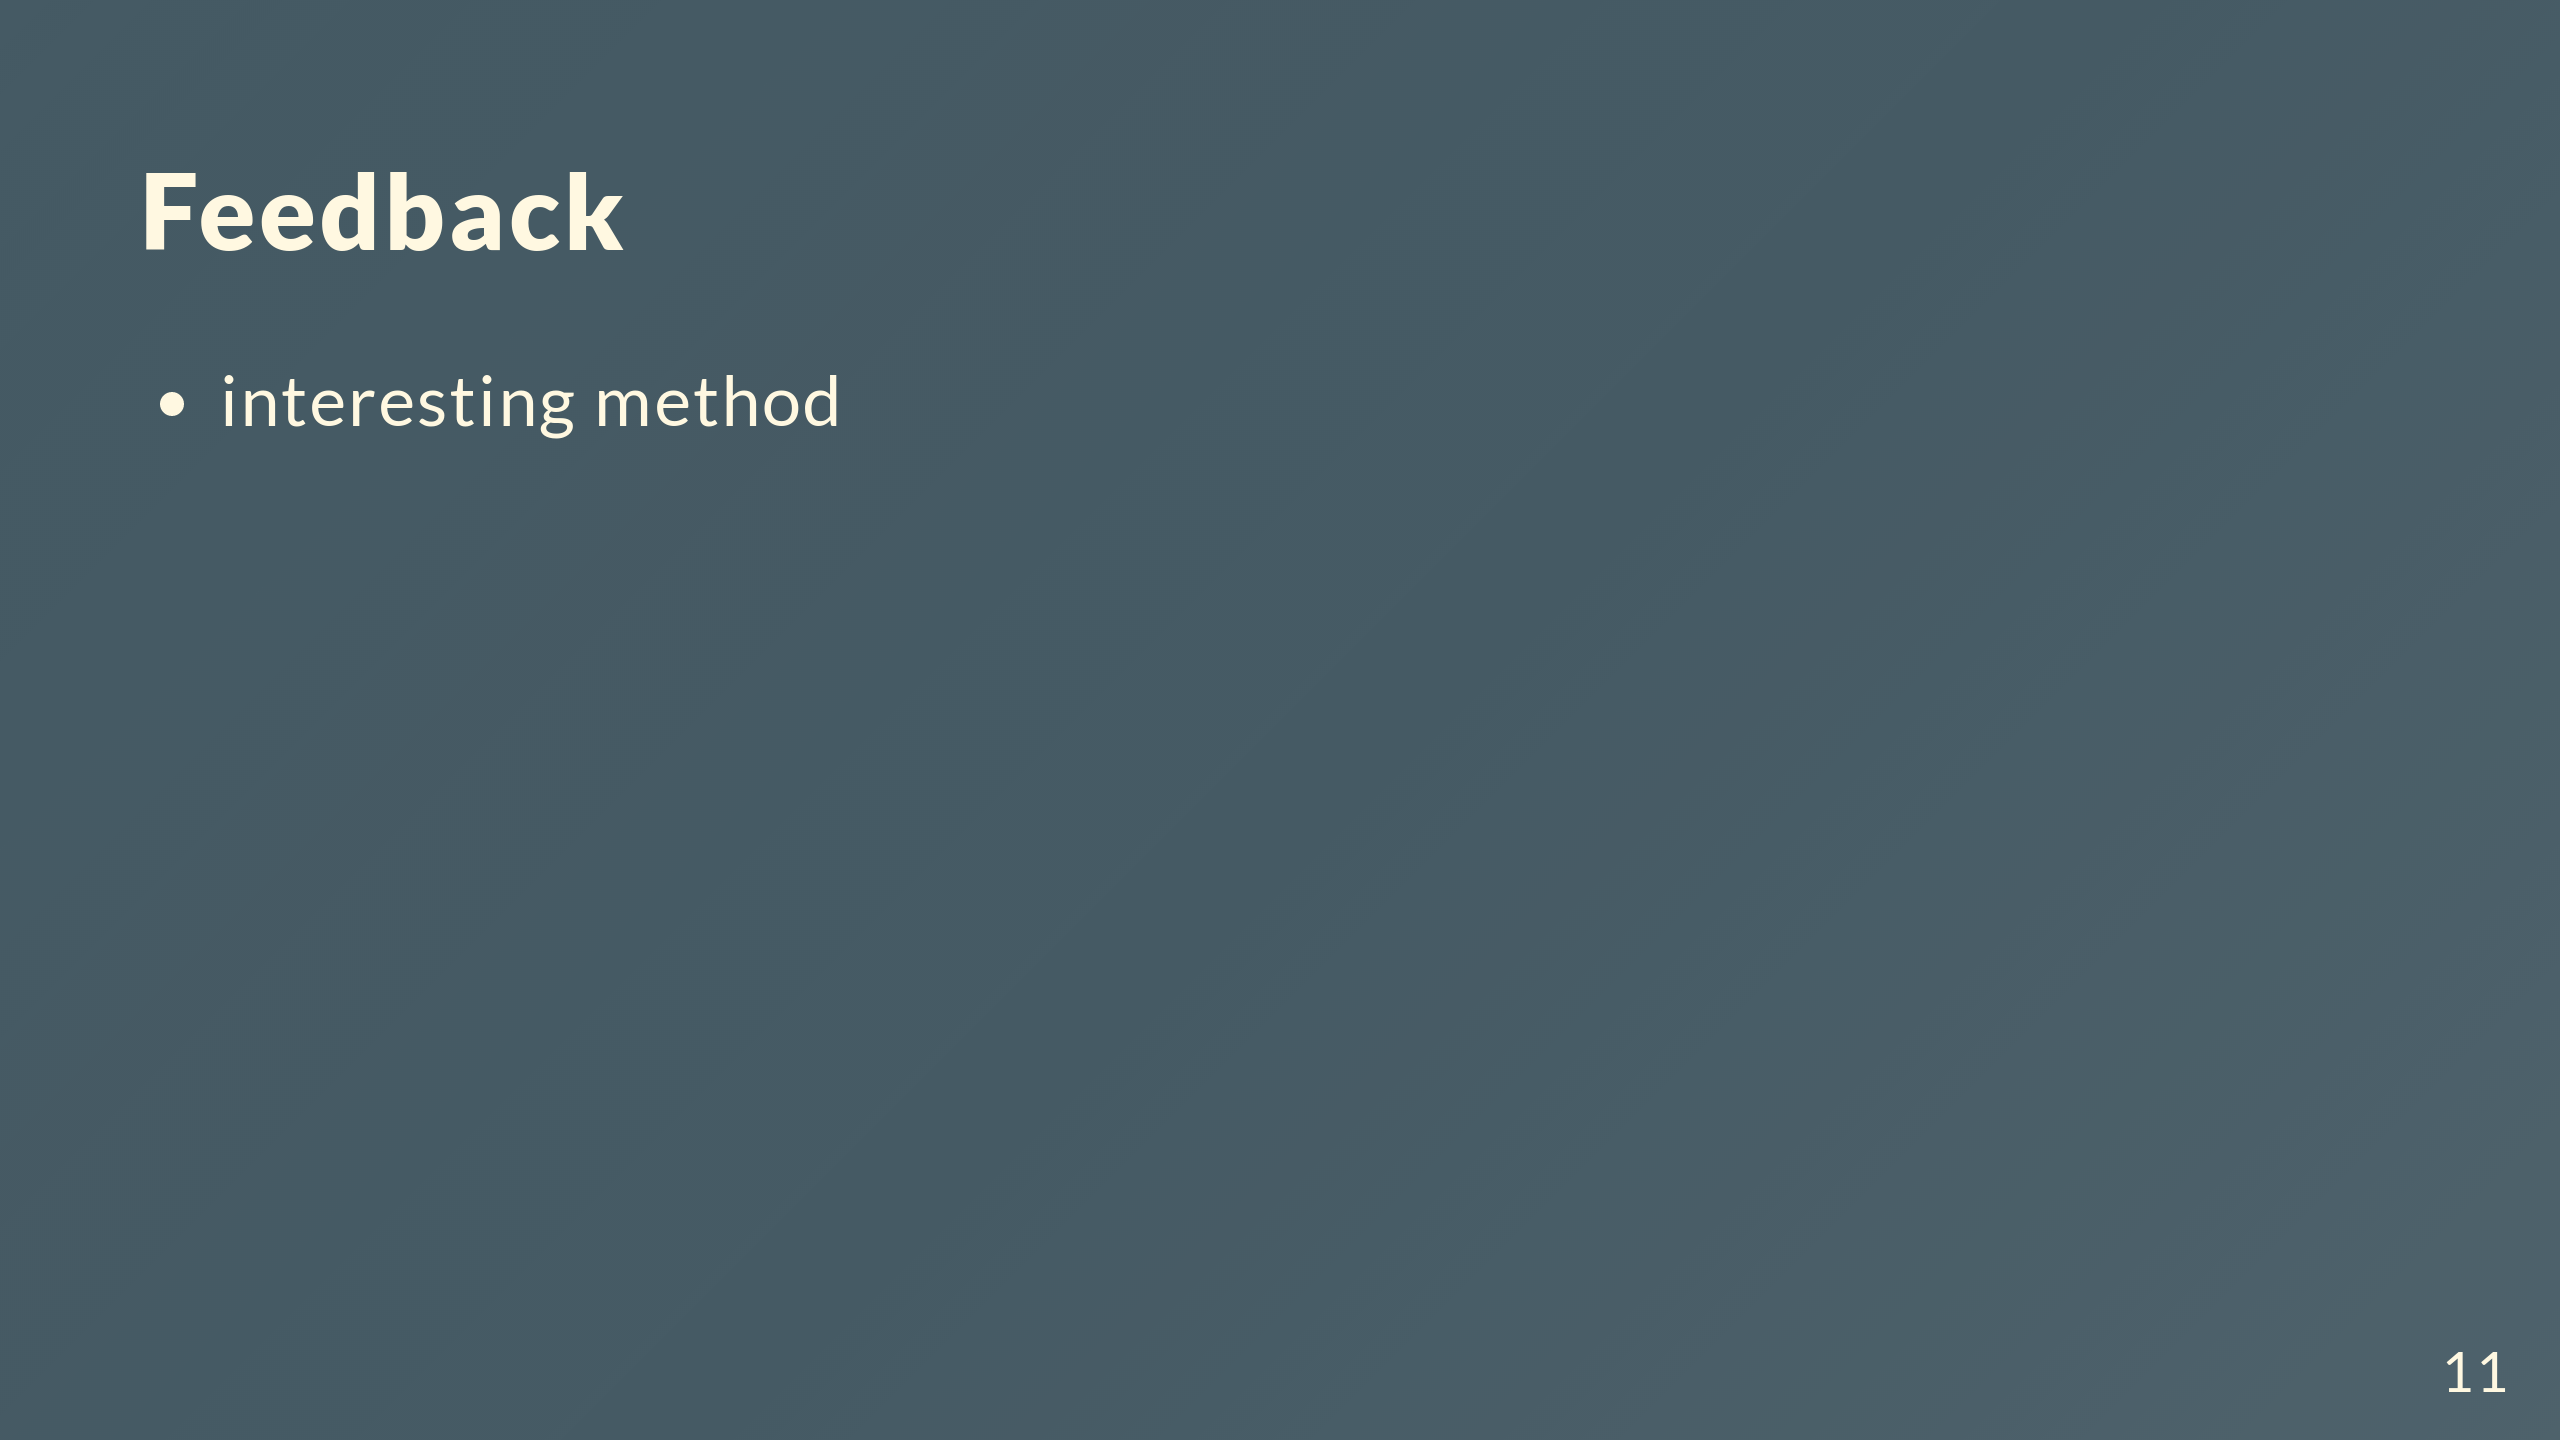 Feedback
• interesting method
11